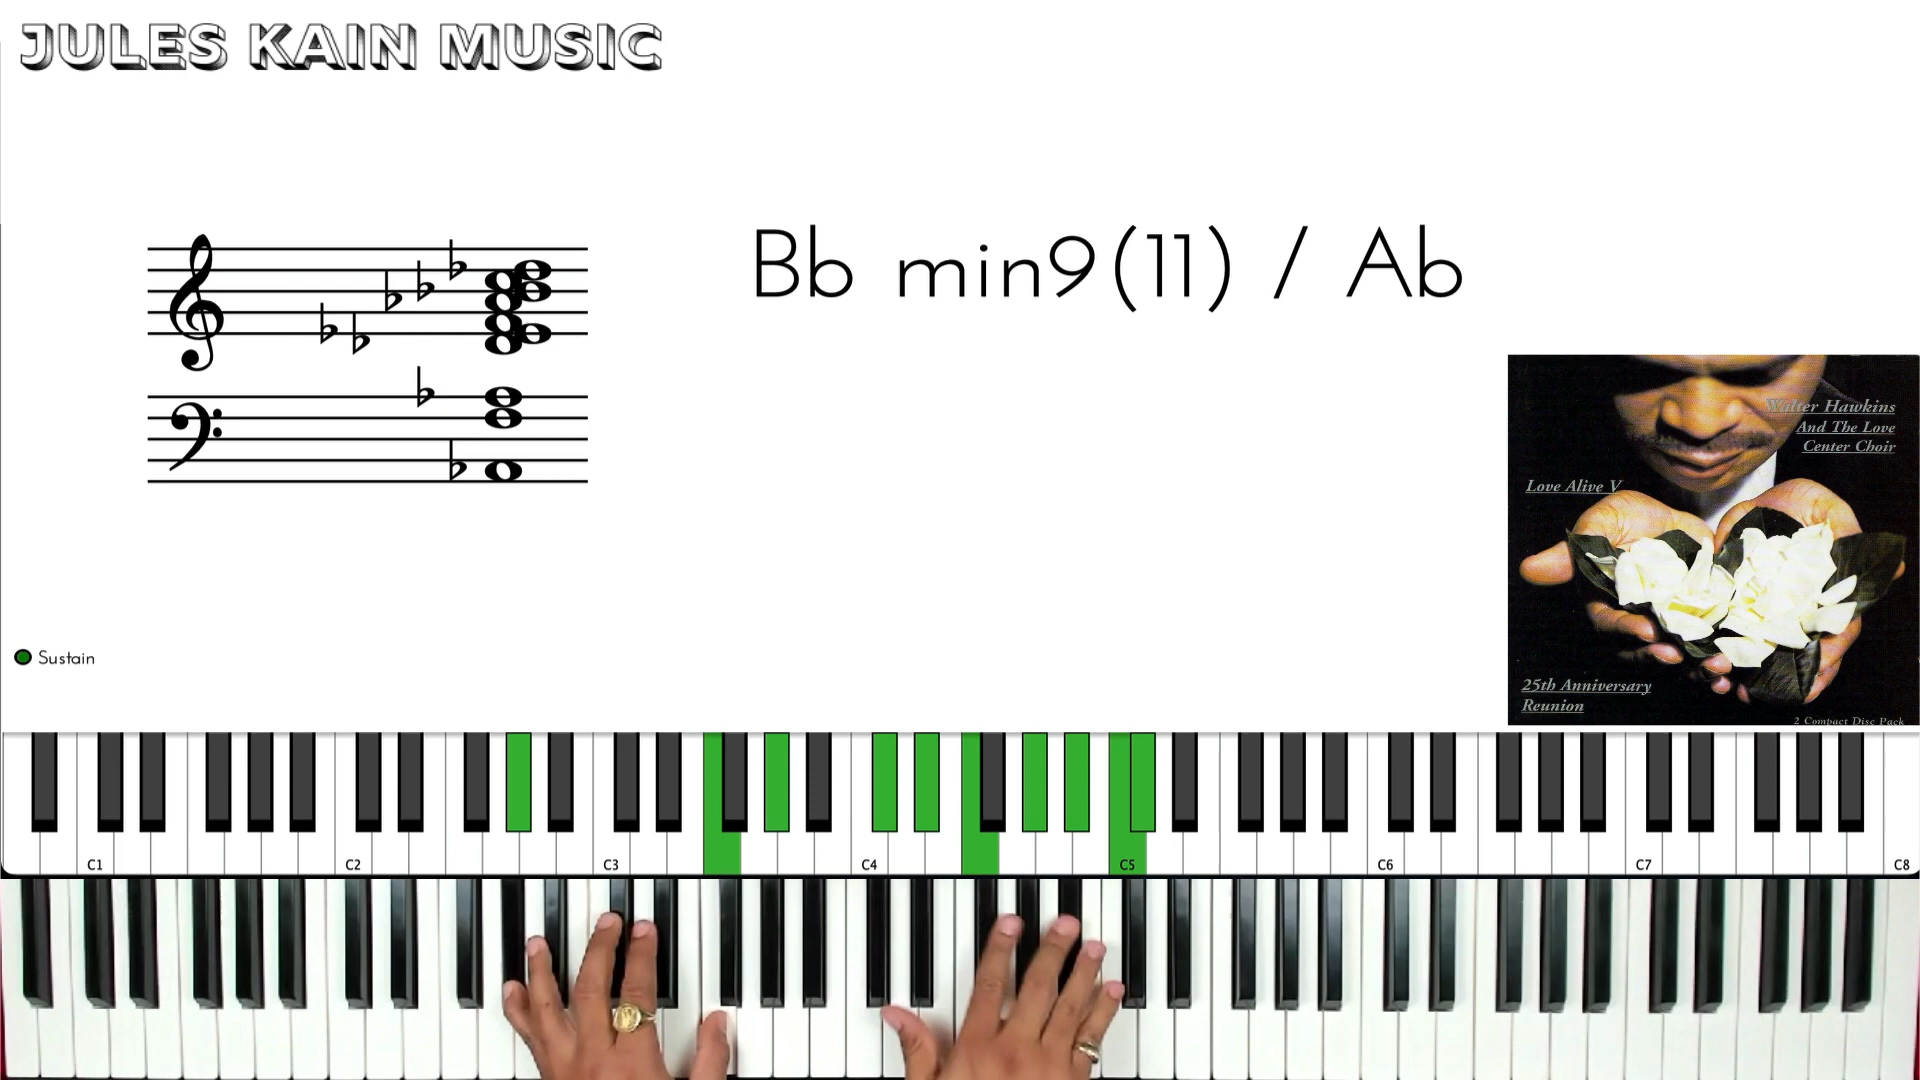 JULES KAIN MUSIC
Bb min9(11) / Ab
Walter Hawkins
And The Love
Center Choir
Love Alive V
25th Anniversary
Reunion
2 Compact Disc Pack
Sustain
C1 C2 C3 C4 C5 C6 C7 C8